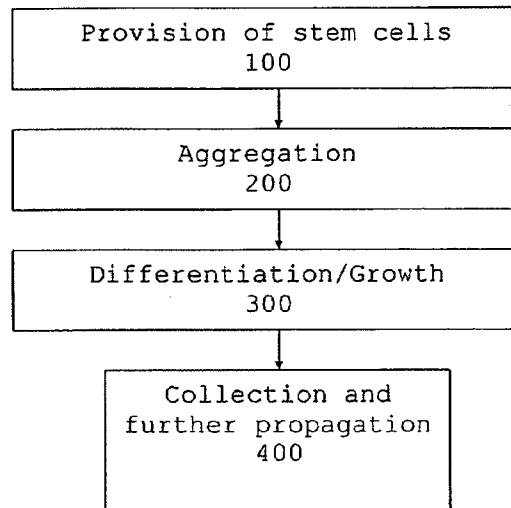 Provision of stem cells
100
Aggregation
200
Differentiation/Growth
300
Collection and
further propagation
400